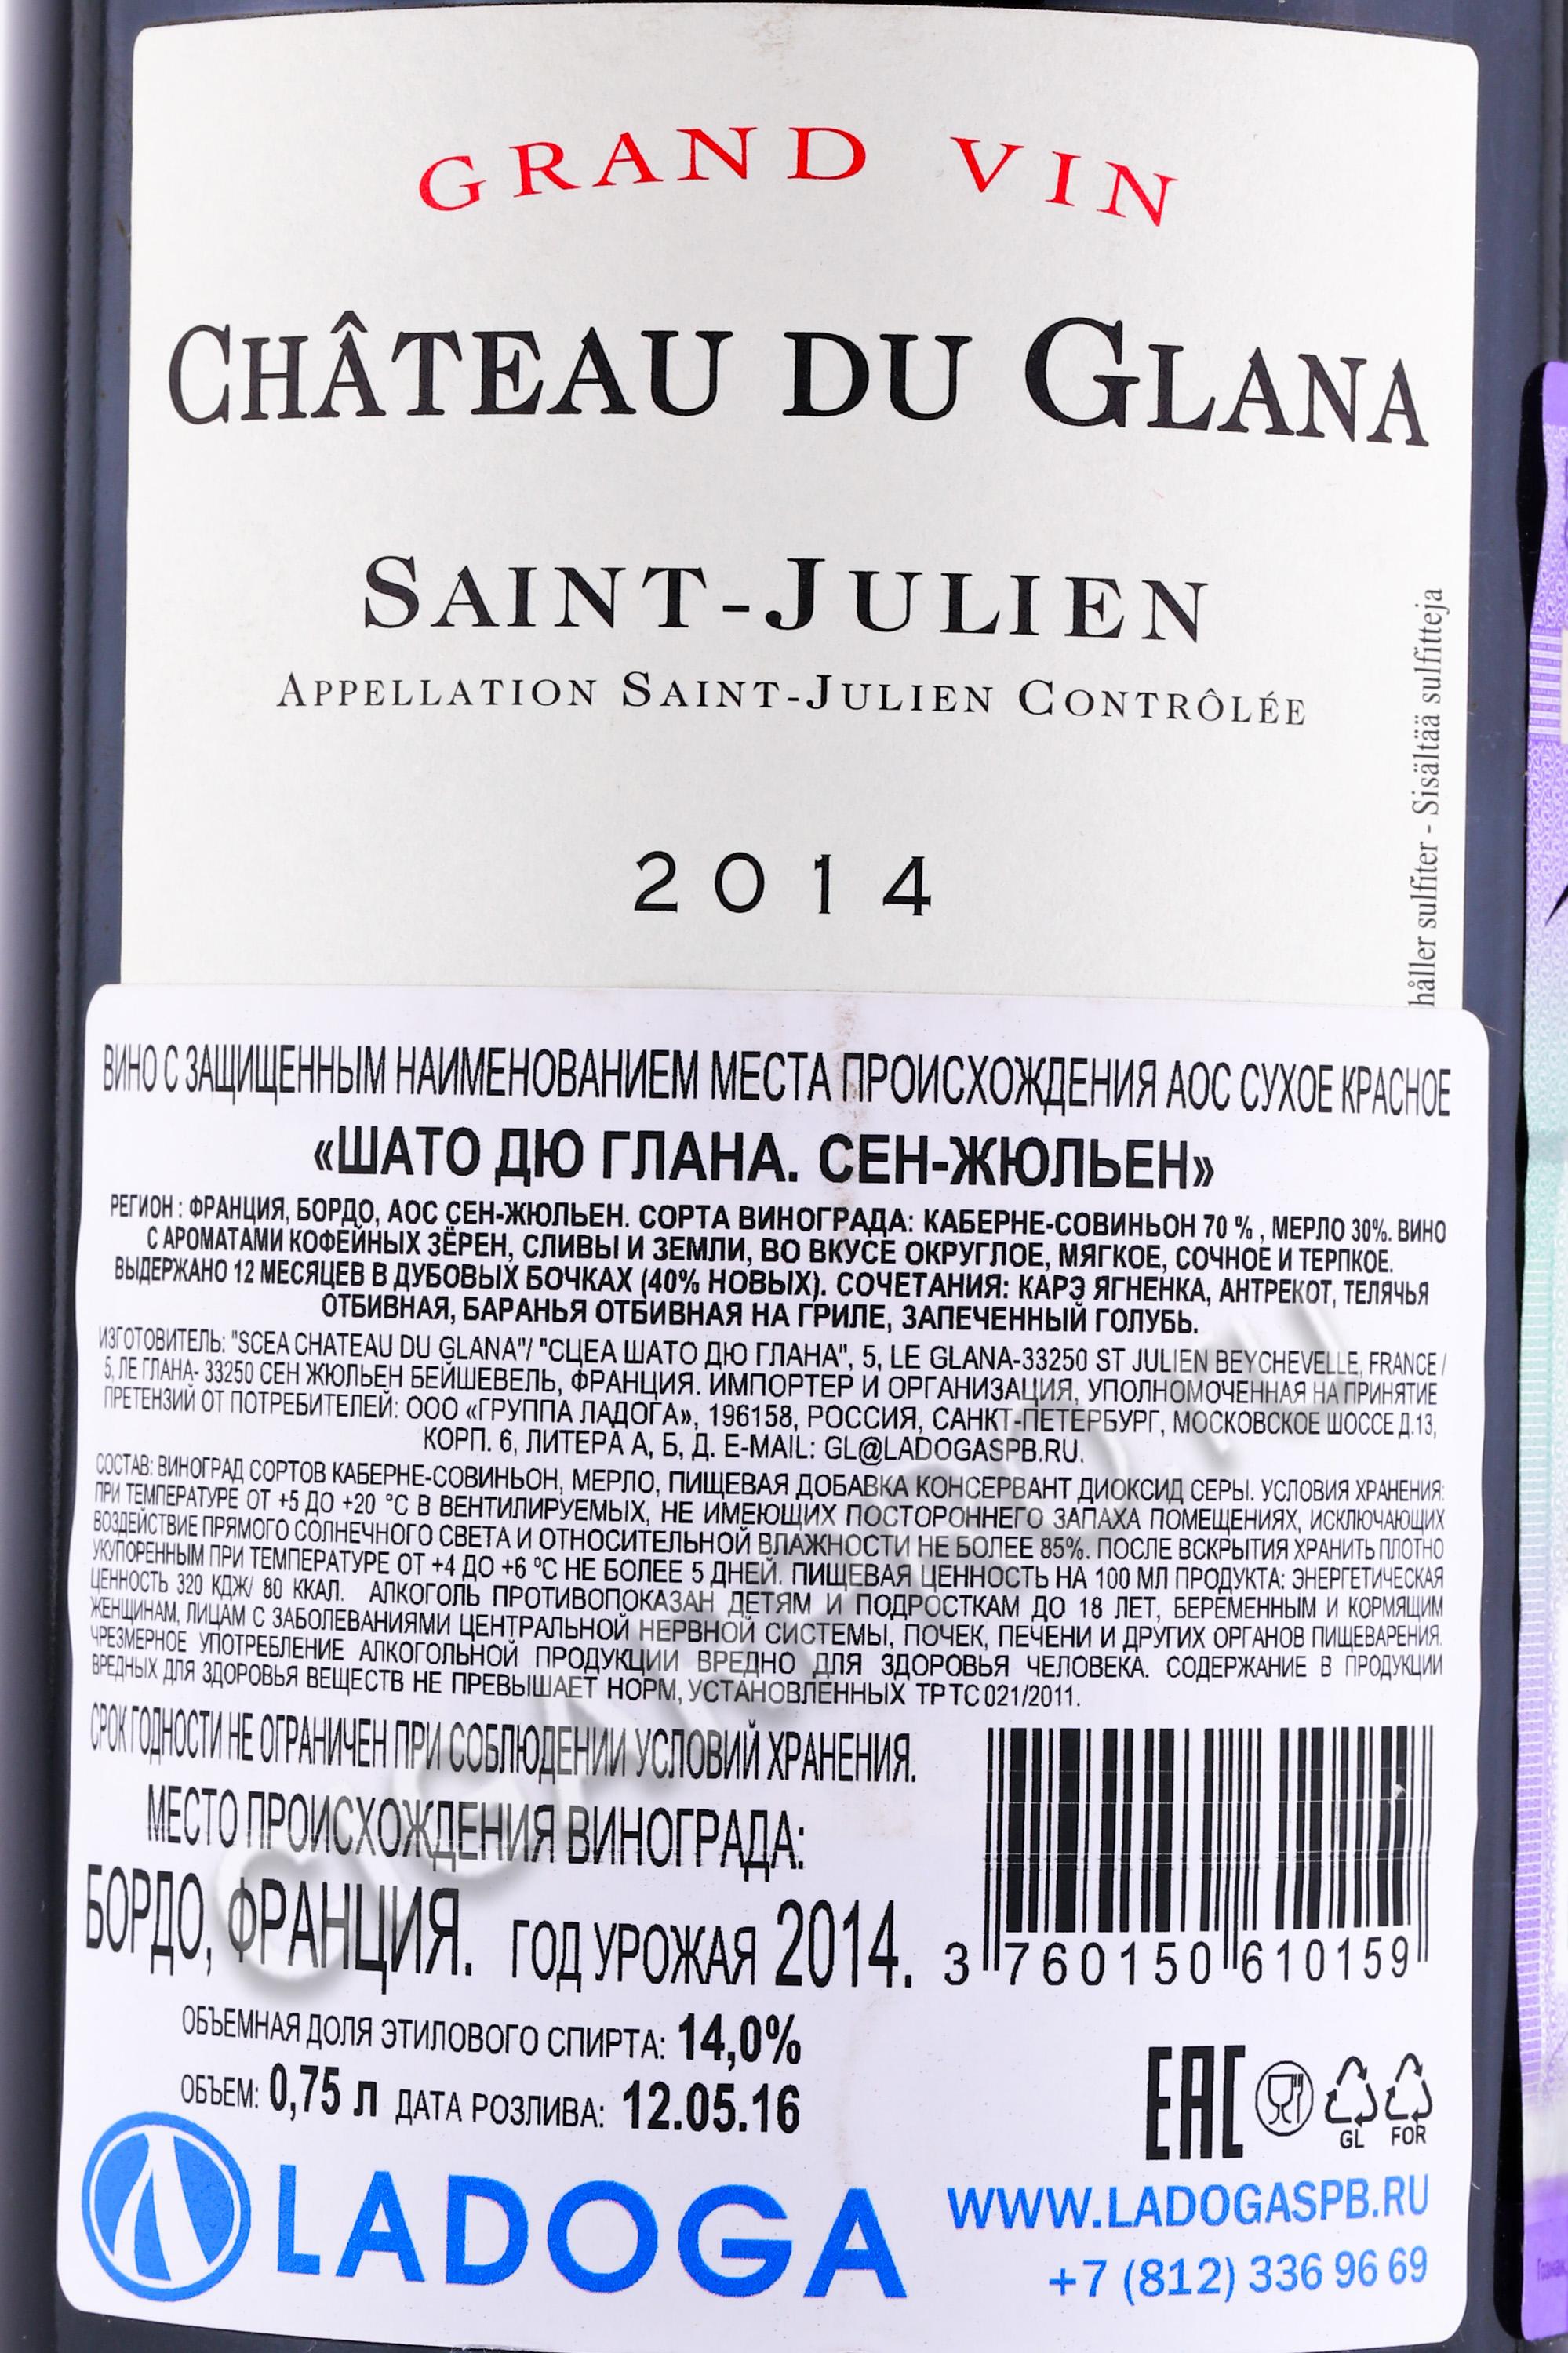 GRAND VIN
CHÂTEAU DU GLANA
SAINT-JULIEN
APPELLATION SAINT-JULIEN CONTRÔLÉE
2014
håller sulfiter - Sisältää sulfitteja
ВИНО С ЗАЩИЩЕННЫМ НАИМЕНОВАНИЕМ МЕСТА ПРОИСХОЖДЕНИЯ АОС СУХОЕ КРАСНОЕ
«ШАТО ДЮ ГЛАНА. СЕН-ЖЮЛЬЕН»
РЕГИОН : ФРАНЦИЯ, БОРДО, АОС СЕН-ЖЮЛЬЕН. СОРТА ВИНОГРАДА: КАБЕРНЕ-СОВИНЬОН 70 % , МЕРЛО 30%. ВИНО
С АРОМАТАМИ КОФЕЙНЫХ ЗЁРЕН, СЛИВЫ И ЗЕМЛИ, ВО ВКУСЕ ОКРУГЛОЕ, МЯГКОЕ, СОЧНОЕ И ТЕРПКОЕ.
ВЫДЕРЖАНО 12 МЕСЯЦЕВ В ДУБОВЫХ БОЧКАХ (40% НОВЫХ). СОЧЕТАНИЯ: КАРЭ ЯГНЕНКА, АНТРЕКОТ, ТЕЛЯЧЬЯ
ОТБИВНАЯ, БАРАНЬЯ ОТБИВНАЯ НА ГРИЛЕ, ЗАПЕЧЕННЫЙ ГОЛУБЬ.
ИЗГОТОВИТЕЛЬ: "SCEA CHATEAU DU GLANA"/ "СЦЕА ШАТО ДЮ ГЛАНА", 5, LE GLANA-33250 ST JULIEN BEYCHEVELLE, FRANCE /
5, ЛЕ ГЛАНА- 33250 СЕН ЖЮЛЬЕН БЕЙШЕВЕЛЬ, ФРАНЦИЯ. ИМПОРТЕР И ОРГАНИЗАЦИЯ, УПОЛНОМОЧЕННАЯ НА ПРИНЯТИЕ
ПРЕТЕНЗИЙ ОТ ПОТРЕБИТЕЛЕЙ: ООО «ГРУППА ЛАДОГА», 196158, РОССИЯ, САНКТ-ПЕТЕРБУРГ, МОСКОВСКОЕ ШОССЕ Д.13,
КОРП. 6, ЛИТЕРА А, Б, Д. E-MAIL: GL@LADOGASPB.RU.
СОСТАВ: ВИНОГРАД СОРТОВ КАБЕРНЕ-СОВИНЬОН, МЕРЛО, ПИЩЕВАЯ ДОБАВКА КОНСЕРВАНТ ДИОКСИД СЕРЫ. УСЛОВИЯ ХРАНЕНИЯ:
ПРИ ТЕМПЕРАТУРЕ ОТ +5 ДО +20 °С В ВЕНТИЛИРУЕМЫХ, НЕ ИМЕЮЩИХ ПОСТОРОННЕГО ЗАПАХА ПОМЕЩЕНИЯХ, ИСКЛЮЧАЮЩИХ
ВОЗДЕЙСТВИЕ ПРЯМОГО СОЛНЕЧНОГО СВЕТА И ОТНОСИТЕЛЬНОЙ ВЛАЖНОСТИ НЕ БОЛЕЕ 85%. ПОСЛЕ ВСКРЫТИЯ ХРАНИТЬ ПЛОТНО
УКУПОРЕННЫМ ПРИ ТЕМПЕРАТУРЕ ОТ +4 ДО +6 °С НЕ БОЛЕЕ 5 ДНЕЙ. ПИЩЕВАЯ ЦЕННОСТЬ НА 100 МЛ ПРОДУКТА: ЭНЕРГЕТИЧЕСКАЯ
ЦЕННОСТЬ 320 КДЖ/ 80 ККАЛ. АЛКОГОЛЬ ПРОТИВОПОКАЗАН ДЕТЯМ И ПОДРОСТКАМ ДО 18 ЛЕТ, БЕРЕМЕННЫМ И КОРМЯЩИМ
ЖЕНЩИНАМ, ЛИЦАМ С ЗАБОЛЕВАНИЯМИ ЦЕНТРАЛЬНОЙ НЕРВНОЙ СИСТЕМЫ, ПОЧЕК, ПЕЧЕНИ И ДРУГИХ ОРГАНОВ ПИЩЕВАРЕНИЯ.
ЧРЕЗМЕРНОЕ УПОТРЕБЛЕНИЕ АЛКОГОЛЬНОЙ ПРОДУКЦИИ ВРЕДНО ДЛЯ ЗДОРОВЬЯ ЧЕЛОВЕКА. СОДЕРЖАНИЕ В ПРОДУКЦИИ
ВРЕДНЫХ ДЛЯ ЗДОРОВЬЯ ВЕЩЕСТВ НЕ ПРЕВЫШАЕТ НОРМ, УСТАНОВЛЕННЫХ ТР ТС 021/2011.
СРОК ГОДНОСТИ НЕ ОГРАНИЧЕН ПРИ СОБЛЮДЕНИИ УСЛОВИЙ ХРАНЕНИЯ.
МЕСТО ПРОИСХОЖДЕНИЯ ВИНОГРАДА:
БОРДО, ФРАНЦИЯ. ГОД УРОЖАЯ 2014.
3 760150 610159
ОБЪЕМНАЯ ДОЛЯ ЭТИЛОВОГО СПИРТА: 14,0%
ОБЪЕМ: 0,75 л ДАТА РОЗЛИВА: 12.05.16
EAC
GL FOR
LADOGA
WWW.LADOGASPB.RU
+7 (812) 336 96 69